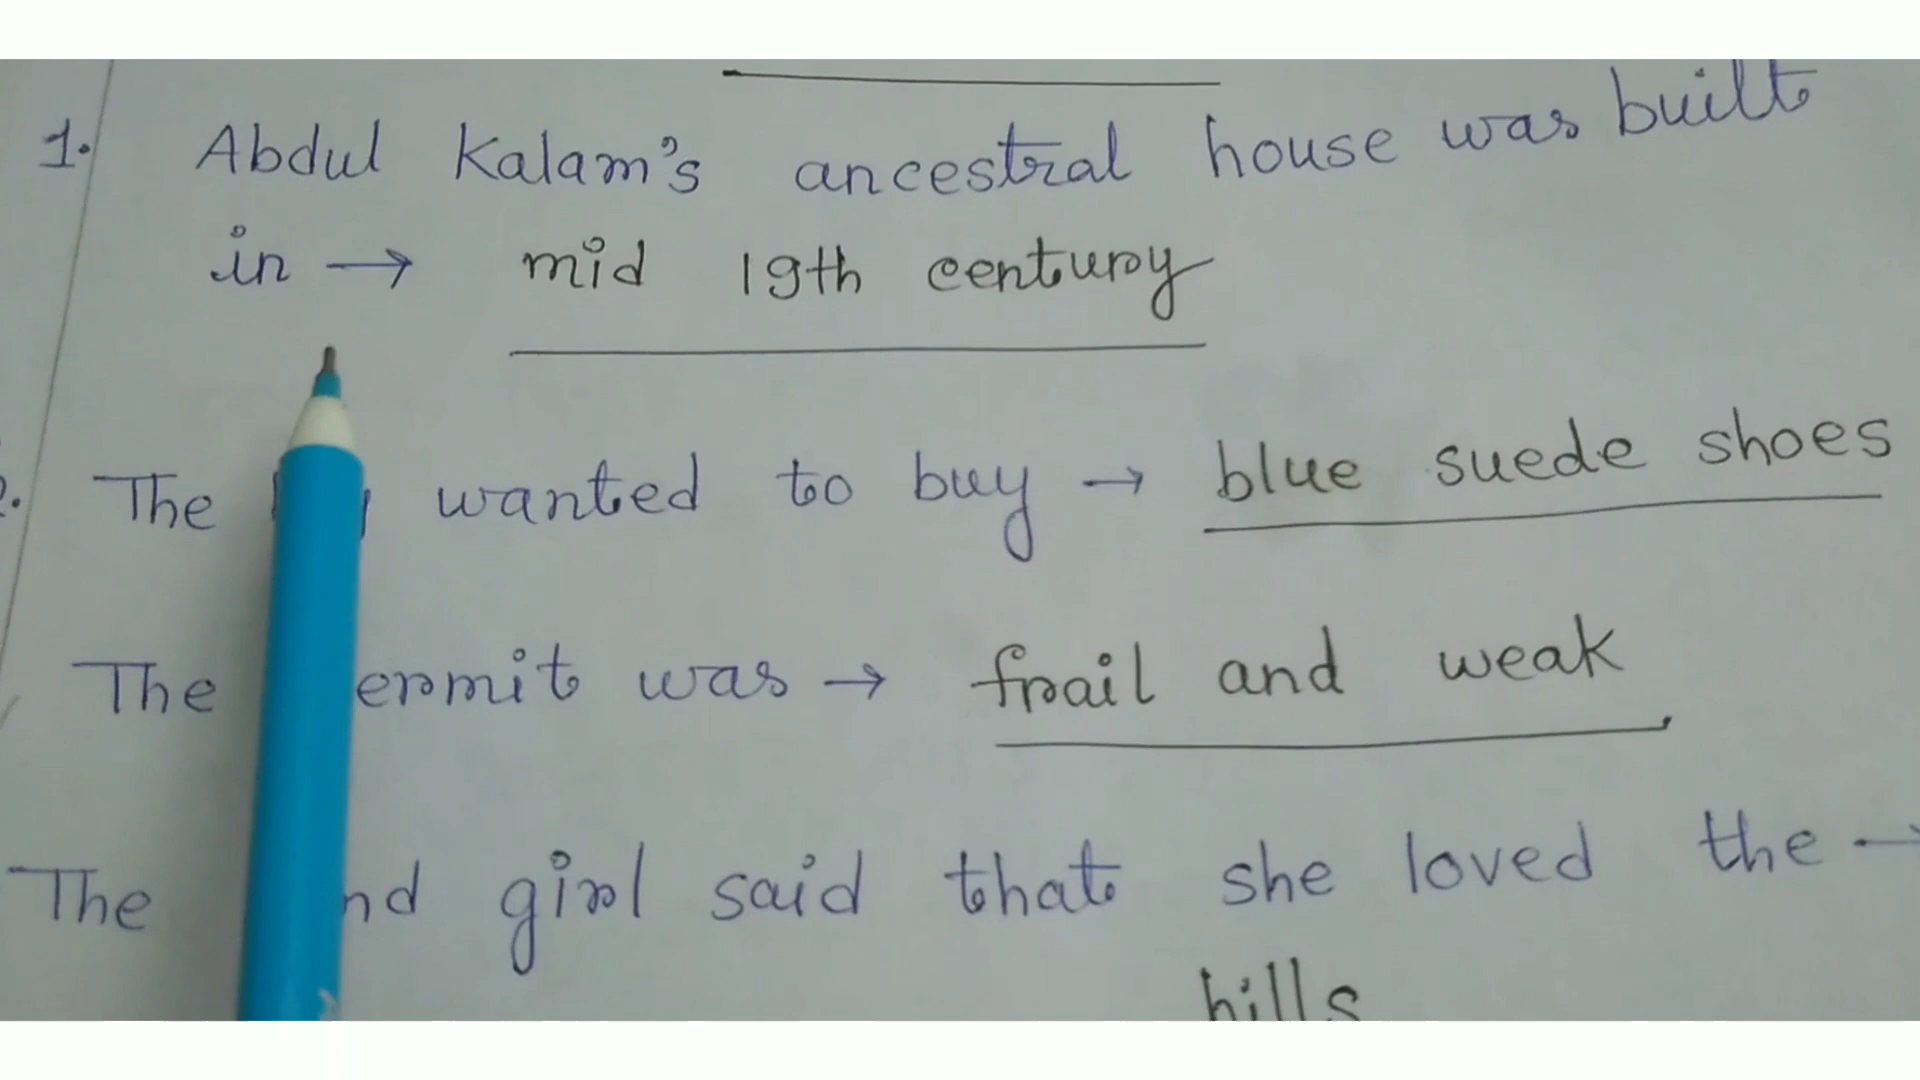 1. Abdul Kalam's ancestral house was built
in → mid 19th century
The wanted to buy → blue suede shoes
The ermit was → frail and weak
The nd girl said that she loved the →
hills